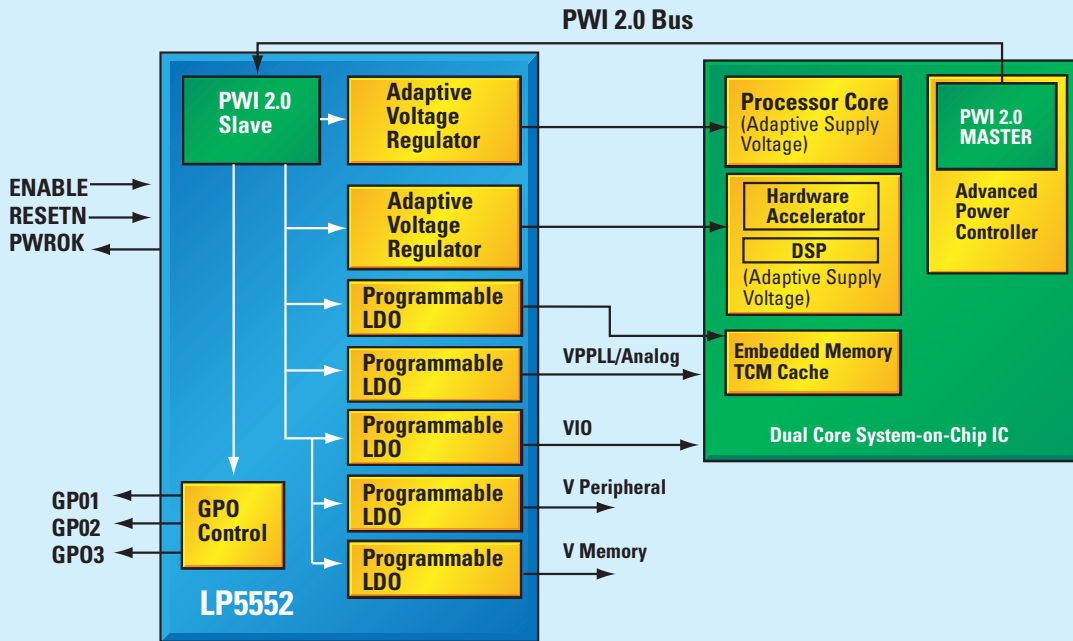 PWI 2.0 Bus
PWI 2.0
Slave
Adaptive
Voltage
Regulator
Adaptive
Voltage
Regulator
Programmable
LDO
Programmable
LDO
Programmable
LDO
Programmable
LDO
Programmable
LDO
GPO
Control
LP5552
ENABLE
RESETN
PWROK
GP01
GP02
GPO3
VPPLL/Analog
VIO
V Peripheral
V Memory
Processor Core
(Adaptive Supply
Voltage)
Hardware
Accelerator
DSP
(Adaptive Supply
Voltage)
Embedded Memory
TCM Cache
PWI 2.0
MASTER
Advanced
Power
Controller
Dual Core System-on-Chip IC